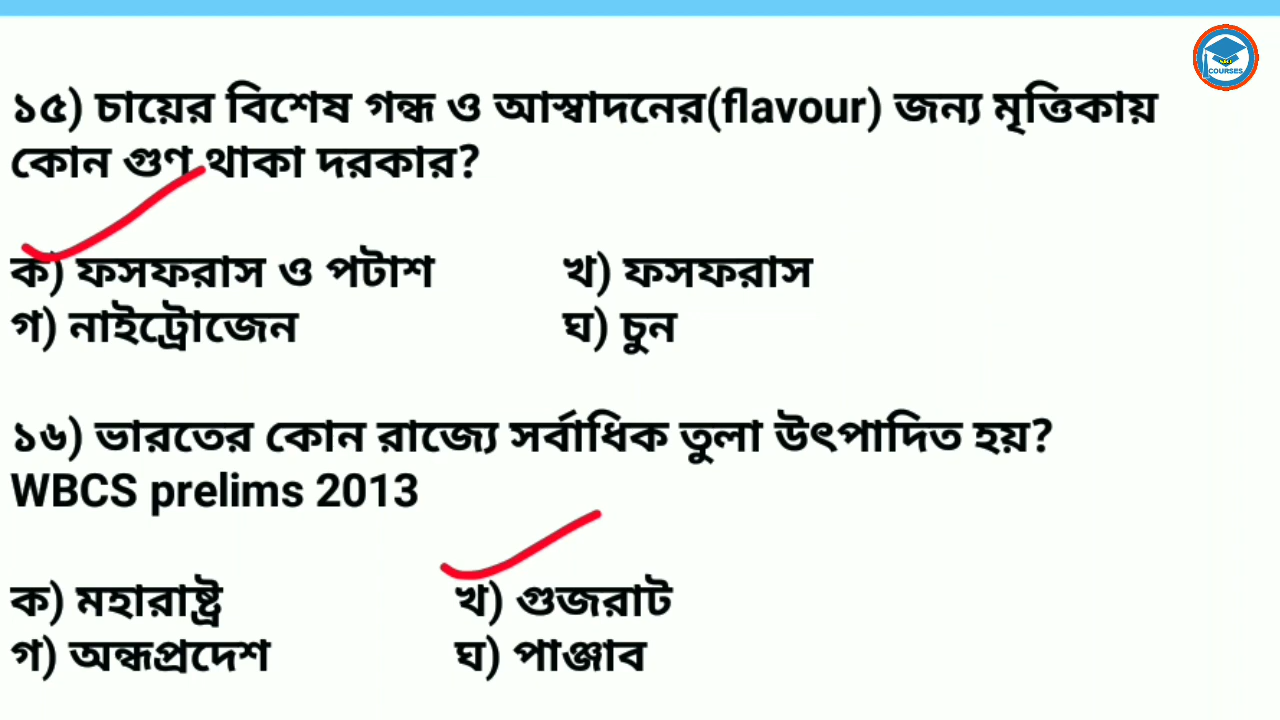 COURSES
১৫) চায়ের বিশেষ গন্ধ ও আস্বাদনের(flavour) জন্য মৃত্তিকায়
কোন গুণ থাকা দরকার?
ক) ফসফরাস ও পটাশ খ) ফসফরাস
গ) নাইট্রোজেন ঘ) চুন
১৬) ভারতের কোন রাজ্যে সর্বাধিক তুলা উৎপাদিত হয়?
WBCS prelims 2013
ক) মহারাষ্ট্র খ) গুজরাট
গ) অন্ধপ্রদেশ ঘ) পাঞ্জাব